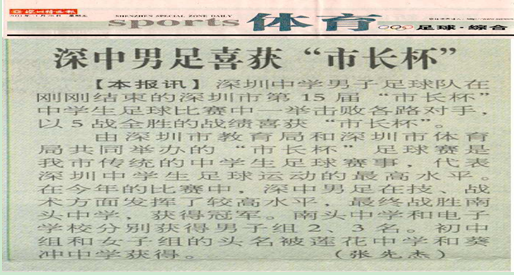 深圳特区报
SHENZHEN SPECIAL ZONE DAILY
sports 体育 足球·综合
深中男足喜获“市长杯”
【本报讯】深圳中学男子足球队在
刚刚结束的深圳市第15届“市长杯”
中学生足球比赛中一举击败各路对手，
以5战全胜的战绩喜获“市长杯”。
由深圳市教育局和深圳市体育
局共同举办的“市长杯”足球赛是
我市传统的中学生足球赛事，代表
深圳中学生足球运动的最高水平。
在今年的比赛中，深中男足在技、战
术方面发挥了较高水平，最终战胜南
头中学，获得冠军。南头中学和电子
学校分别获得男子组2、3名。初中
组和女子组的头名被莲花中学和葵
冲中学获得。（张先杰）